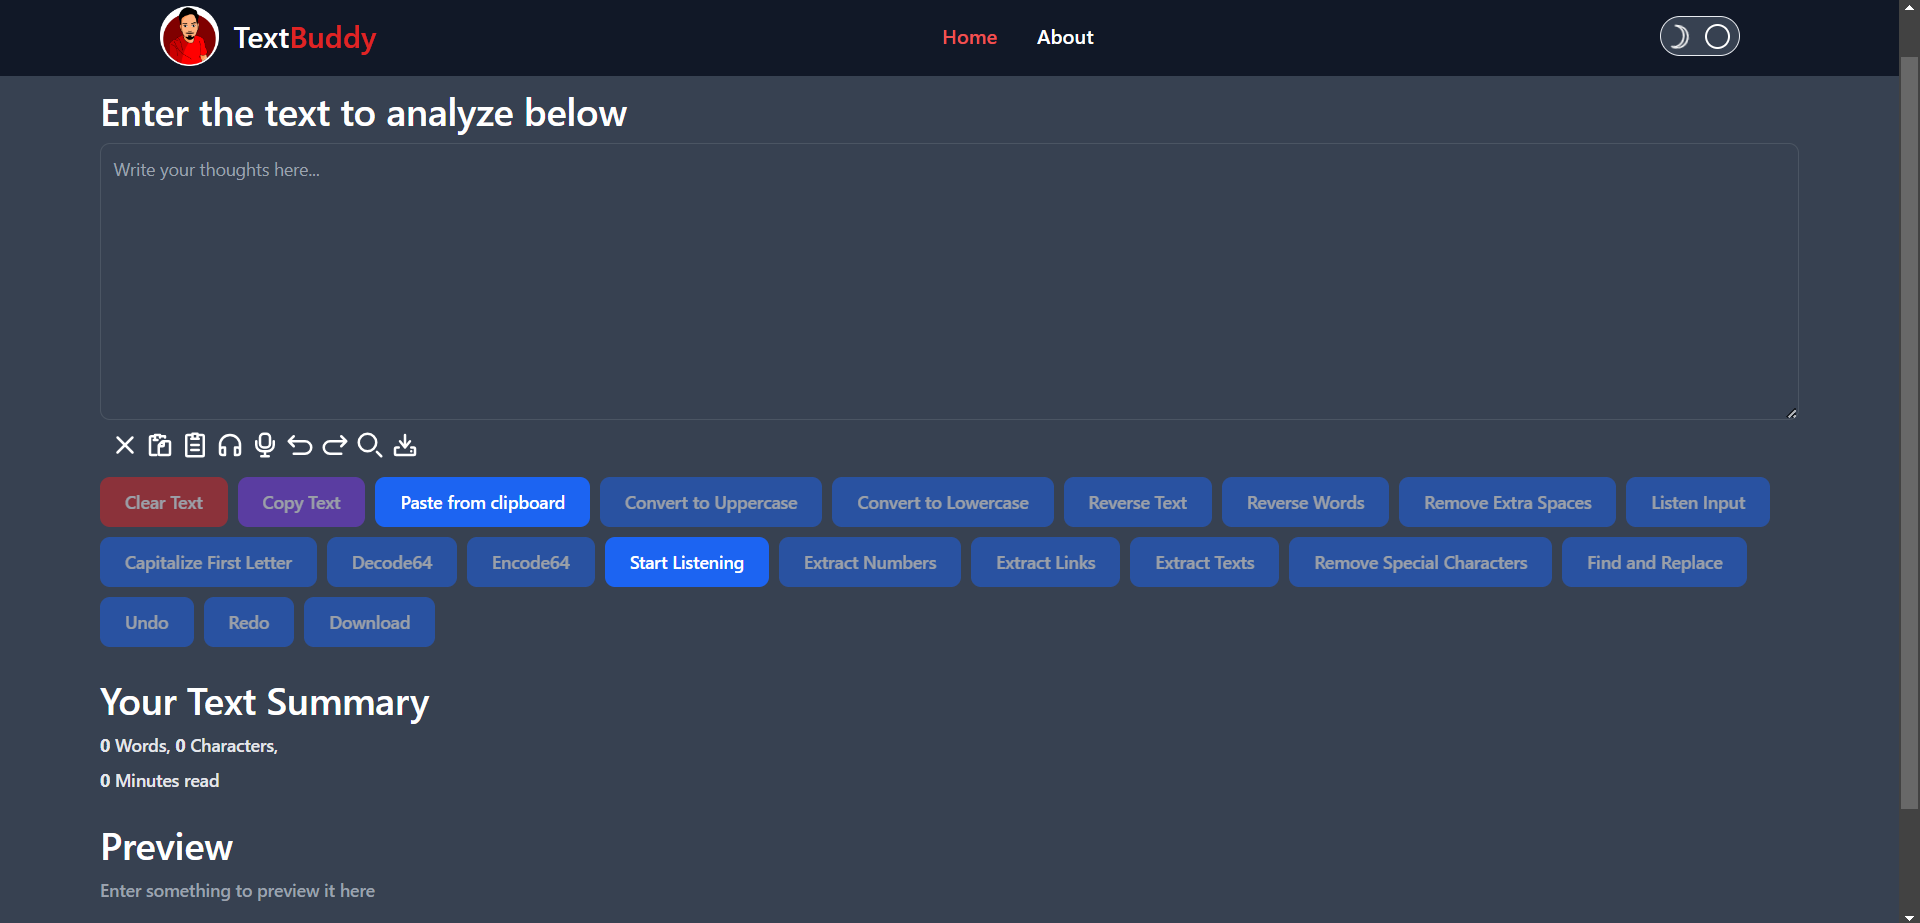 TextBuddy Home About
Enter the text to analyze below
Write your thoughts here...
Clear Text Copy Text Paste from clipboard Convert to Uppercase Convert to Lowercase Reverse Text Reverse Words Remove Extra Spaces Listen Input
Capitalize First Letter Decode64 Encode64 Start Listening Extract Numbers Extract Links Extract Texts Remove Special Characters Find and Replace
Undo Redo Download
Your Text Summary
0 Words, 0 Characters,
0 Minutes read
Preview
Enter something to preview it here